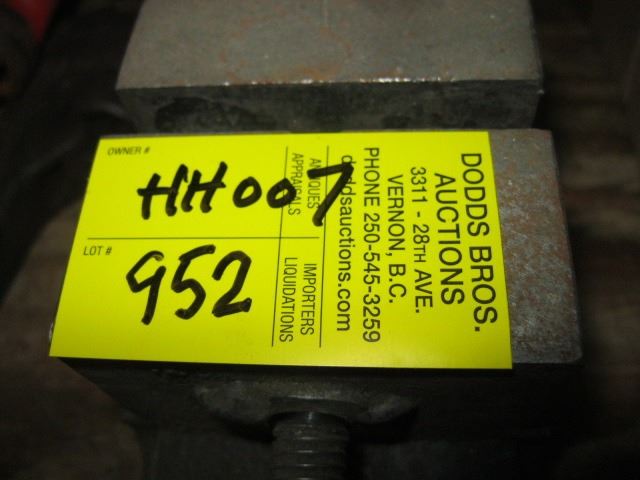 OWNER #
HH007
LOT #
952
ANTIQUES
APPRAISALS
IMPORTERS
LIQUIDATIONS
DODDS BROS.
AUCTIONS
3311 - 28TH AVE.
VERNON, B.C.
PHONE 250-545-3259
doddsauctions.com